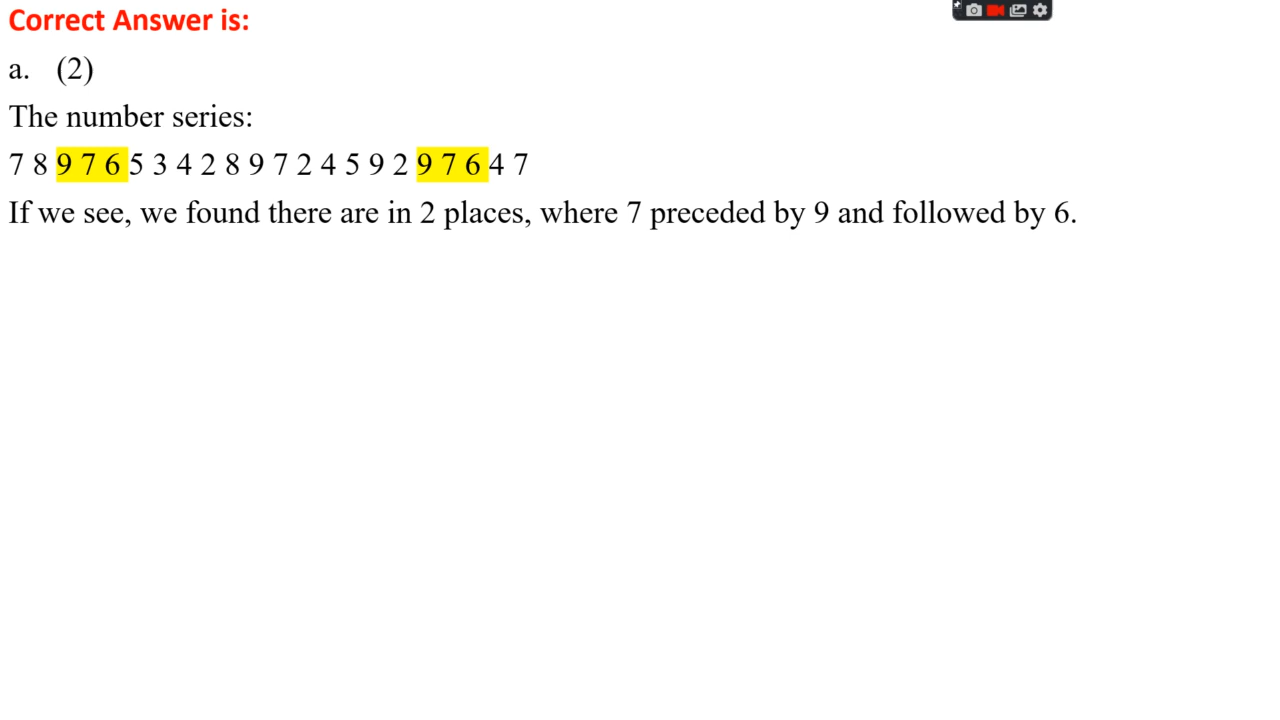 Correct Answer is:
a. (2)
The number series:
7 8 9 7 6 5 3 4 2 8 9 7 2 4 5 9 2 9 7 6 4 7
If we see, we found there are in 2 places, where 7 preceded by 9 and followed by 6.